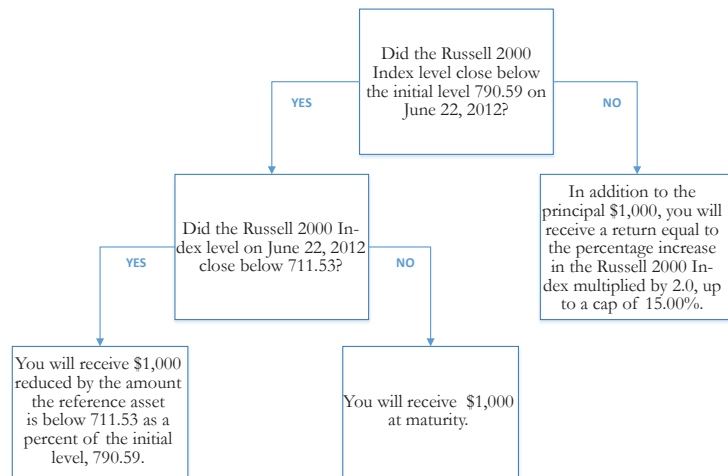 Did the Russell 2000
Index level close below
the initial level 790.59 on
June 22, 2012?
YES
NO
Did the Russell 2000 In-
dex level on June 22, 2012
close below 711.53?
In addition to the
principal $1,000, you will
receive a return equal to
the percentage increase
in the Russell 2000 In-
dex multiplied by 2.0, up
to a cap of 15.00%.
YES
NO
You will receive $1,000
reduced by the amount
the reference asset
is below 711.53 as a
percent of the initial
level, 790.59.
You will receive $1,000
at maturity.